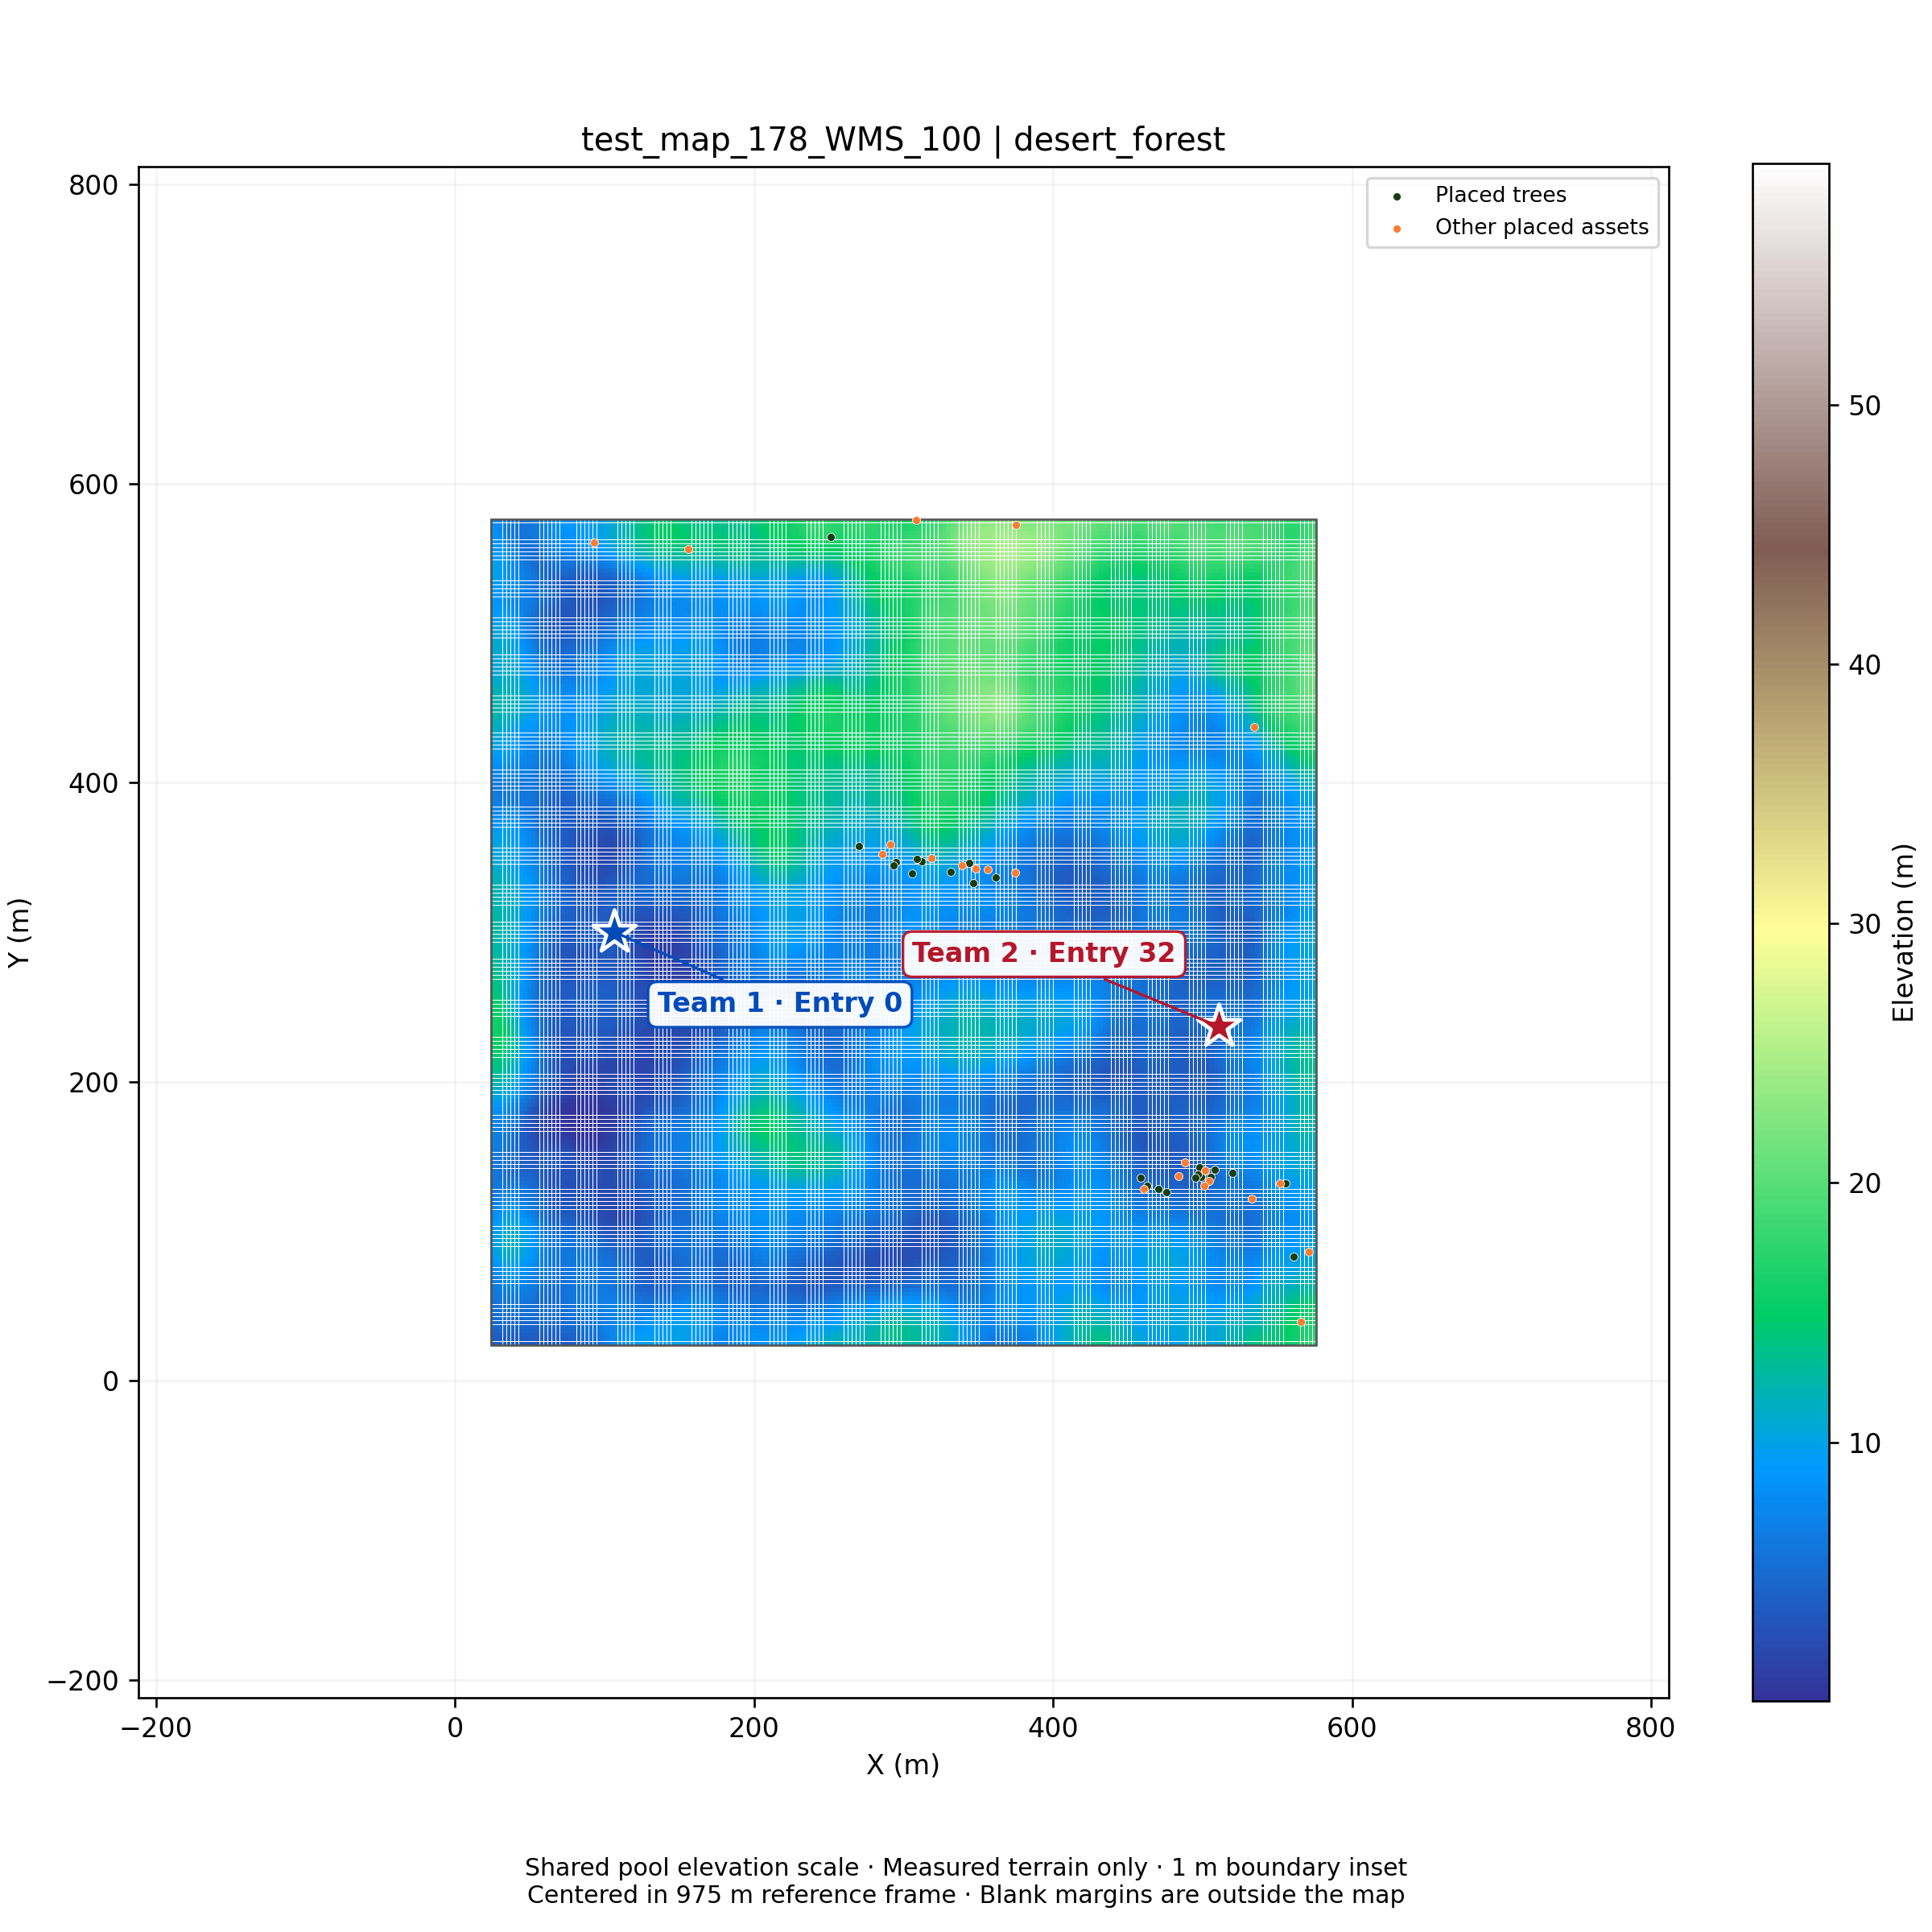 test_map_178_WMS_100 | desert_forest
Placed trees
Other placed assets
Team 2 · Entry 32
Team 1 · Entry 0
800
600
400
200
0
−200
Y (m)
−200
0
200
400
600
800
X (m)
50
40
30
20
10
Elevation (m)
Shared pool elevation scale · Measured terrain only · 1 m boundary inset
Centered in 975 m reference frame · Blank margins are outside the map